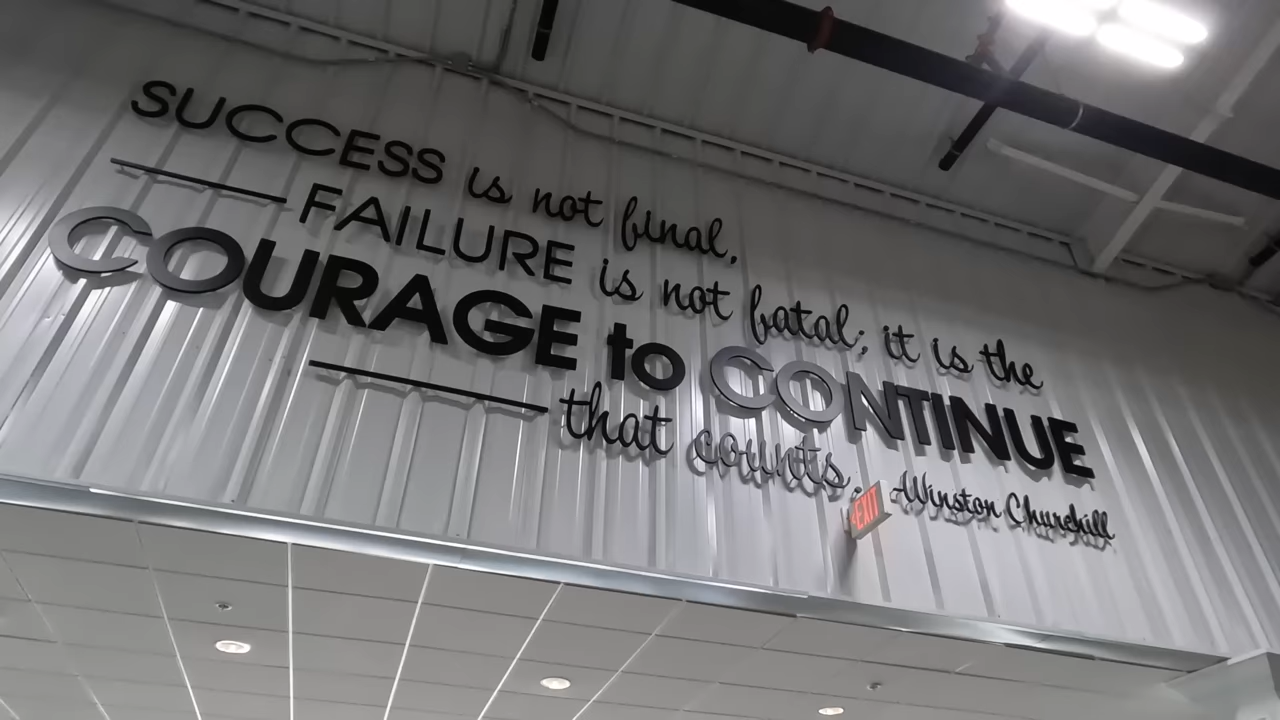 SUCCESS is not final,
FAILURE is not fatal; it is the
COURAGE to CONTINUE
that counts.
-Winston Churchill
EXIT